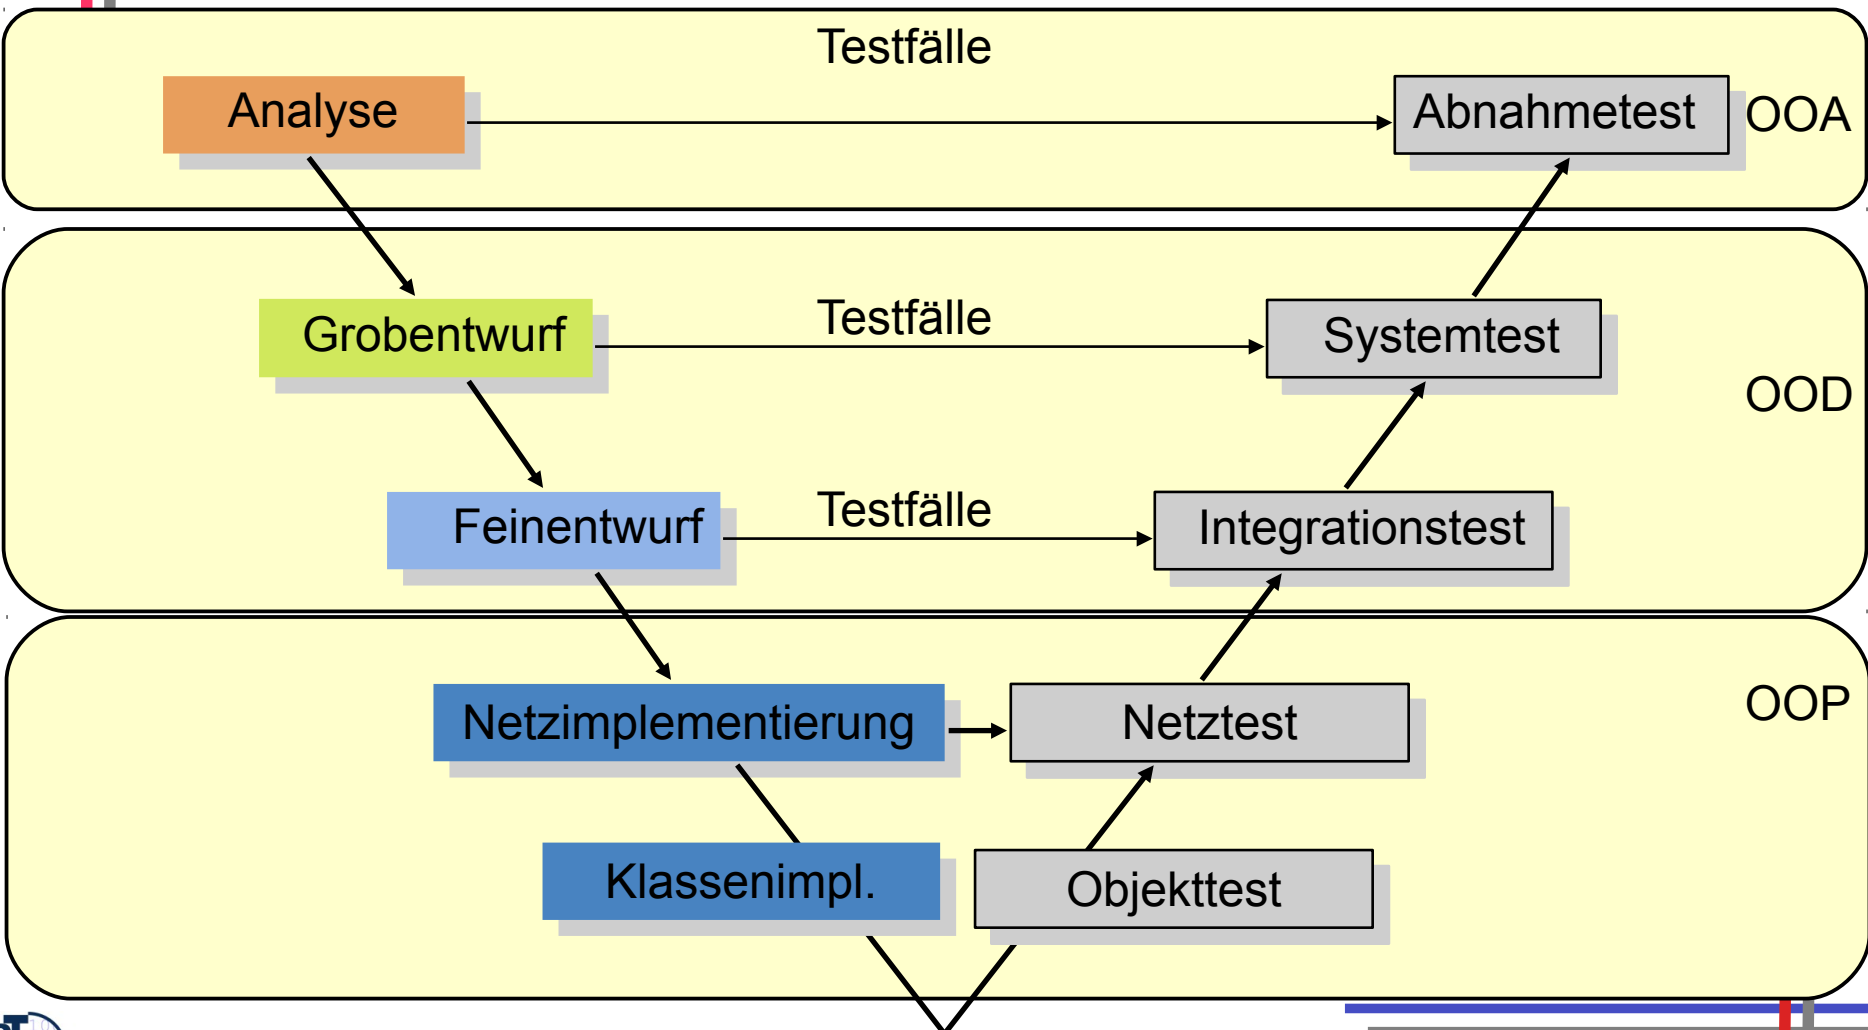 Testfälle
Analyse
Abnahmetest
OOA
Testfälle
Grobentwurf
Systemtest
OOD
Testfälle
Feinentwurf
Integrationstest
OOP
Netzimplementierung
Netztest
Klassenimpl.
Objekttest